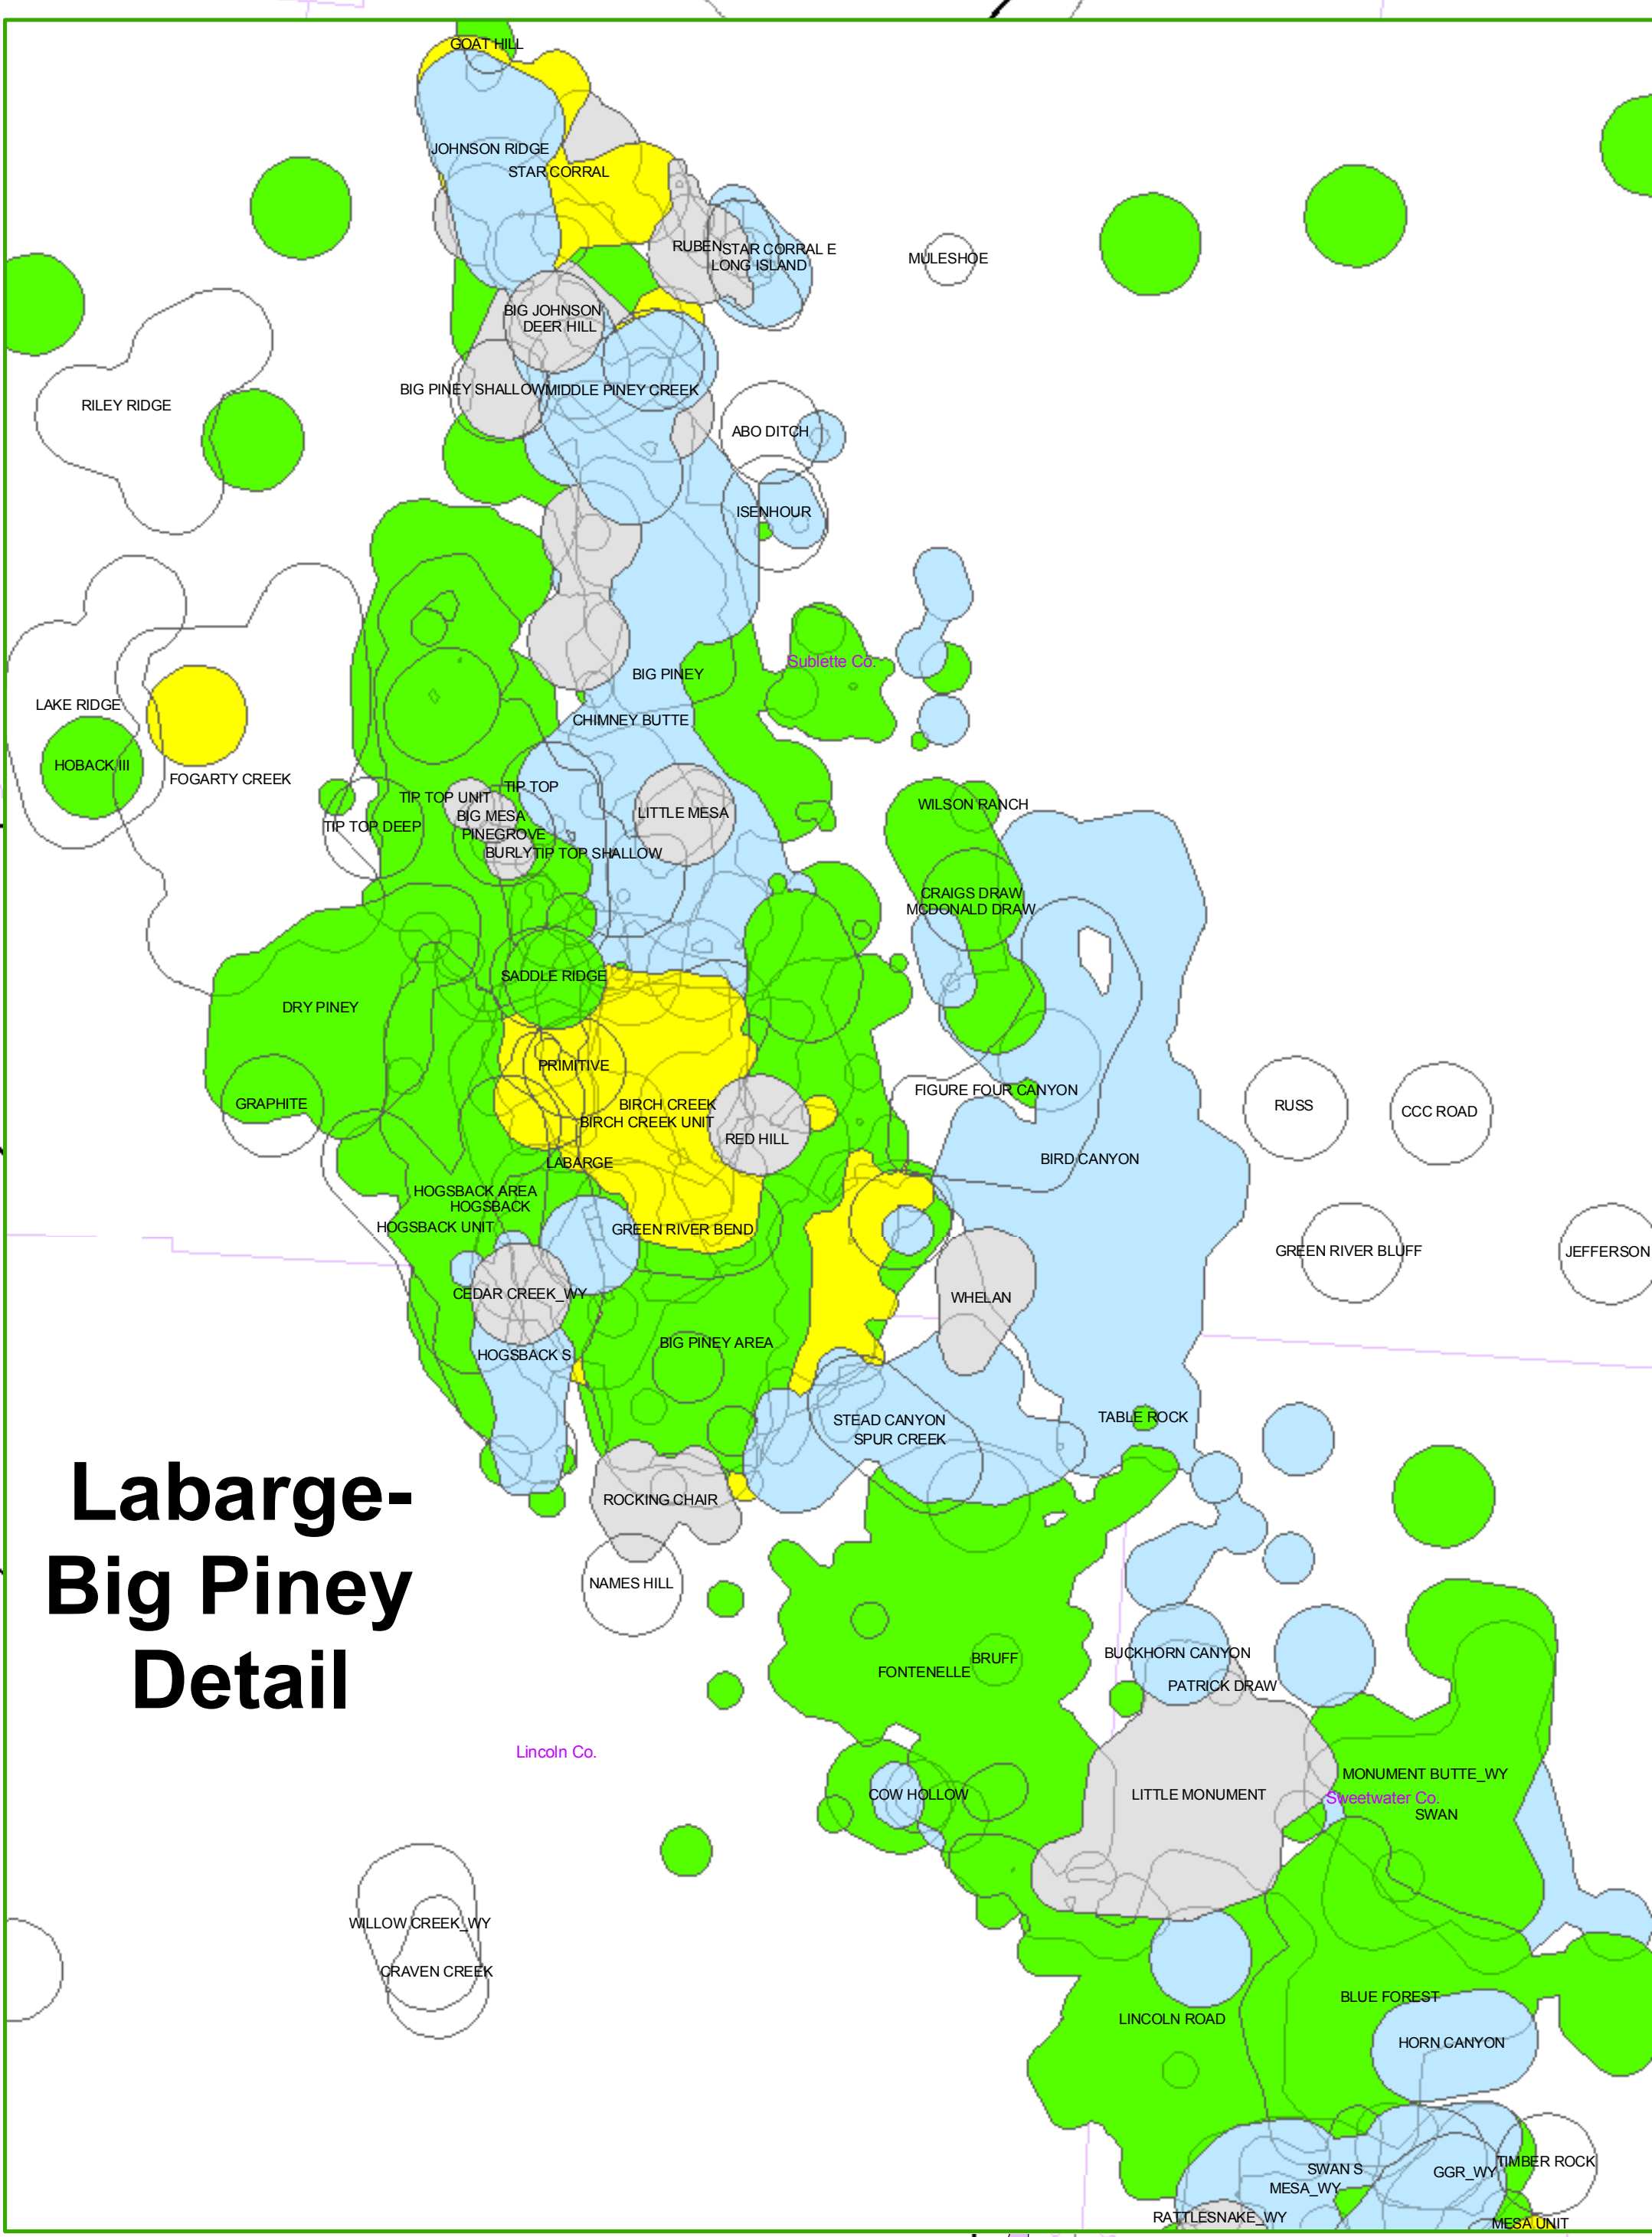 GOAT HILL
JOHNSON RIDGE
STAR CORRAL
RUBEN
STAR CORRAL E
LONG ISLAND
MULESHOE
BIG JOHNSON
DEER HILL
BIG PINEY SHALLOW
MIDDLE PINEY CREEK
RILEY RIDGE
ABO DITCH
ISENHOUR
Sublette Co.
BIG PINEY
LAKE RIDGE
CHIMNEY BUTTE
HOBACK III
FOGARTY CREEK
TIP TOP
TIP TOP UNIT
WILSON RANCH
LITTLE MESA
BIG MESA
TIP TOP DEEP
PINEGROVE
BURLY
TIP TOP SHALLOW
CRAIGS DRAW
MCDONALD DRAW
SADDLE RIDGE
DRY PINEY
PRIMITIVE
FIGURE FOUR CANYON
GRAPHITE
BIRCH CREEK
BIRCH CREEK UNIT
RUSS
CCC ROAD
RED HILL
LABARGE
BIRD CANYON
HOGSBACK AREA
HOGSBACK
HOGSBACK UNIT
GREEN RIVER BEND
GREEN RIVER BLUFF
JEFFERSON
CEDAR CREEK_WY
WHELAN
BIG PINEY AREA
HOGSBACK S
TABLE ROCK
STEAD CANYON
SPUR CREEK
Labarge-
Big Piney
Detail
ROCKING CHAIR
NAMES HILL
BUCKHORN CANYON
BRUFF
FONTENELLE
PATRICK DRAW
Lincoln Co.
MONUMENT BUTTE_WY
COW HOLLOW
LITTLE MONUMENT
Sweetwater Co.
SWAN
WILLOW CREEK_WY
CRAVEN CREEK
BLUE FOREST
LINCOLN ROAD
HORN CANYON
TIMBER ROCK
SWAN S
GGR_WY
MESA_WY
RATTLESNAKE_WY
MESA UNIT